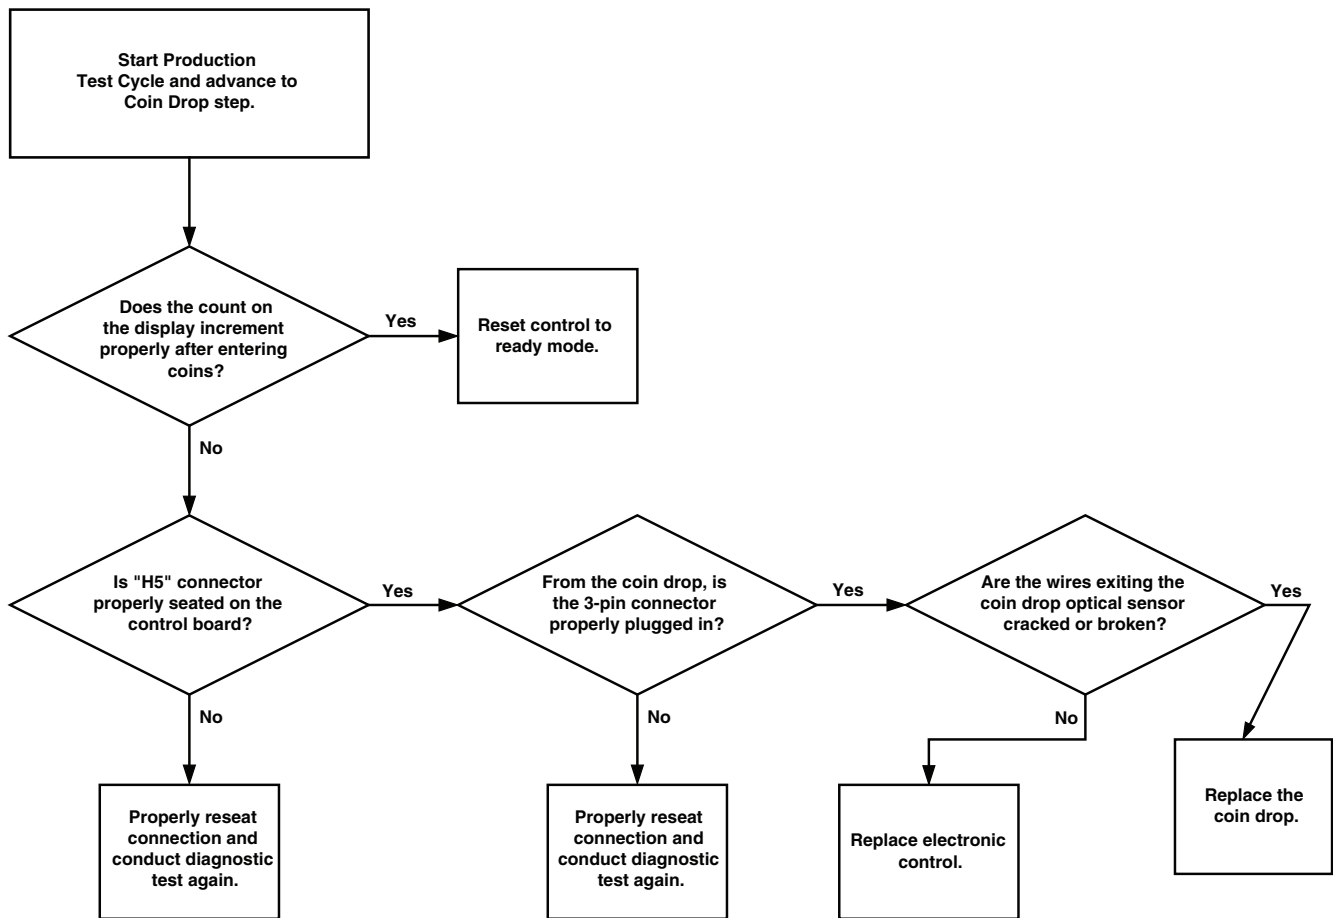 Start Production
Test Cycle and advance to
Coin Drop step.
Does the count on
the display increment
properly after entering
coins?
Yes
Reset control to
ready mode.
No
Is "H5" connector
properly seated on the
control board?
Yes
From the coin drop, is
the 3-pin connector
properly plugged in?
Yes
Are the wires exiting the
coin drop optical sensor
cracked or broken?
Yes
No
No
No
Properly reseat
connection and
conduct diagnostic
test again.
Properly reseat
connection and
conduct diagnostic
test again.
Replace electronic
control.
Replace the
coin drop.